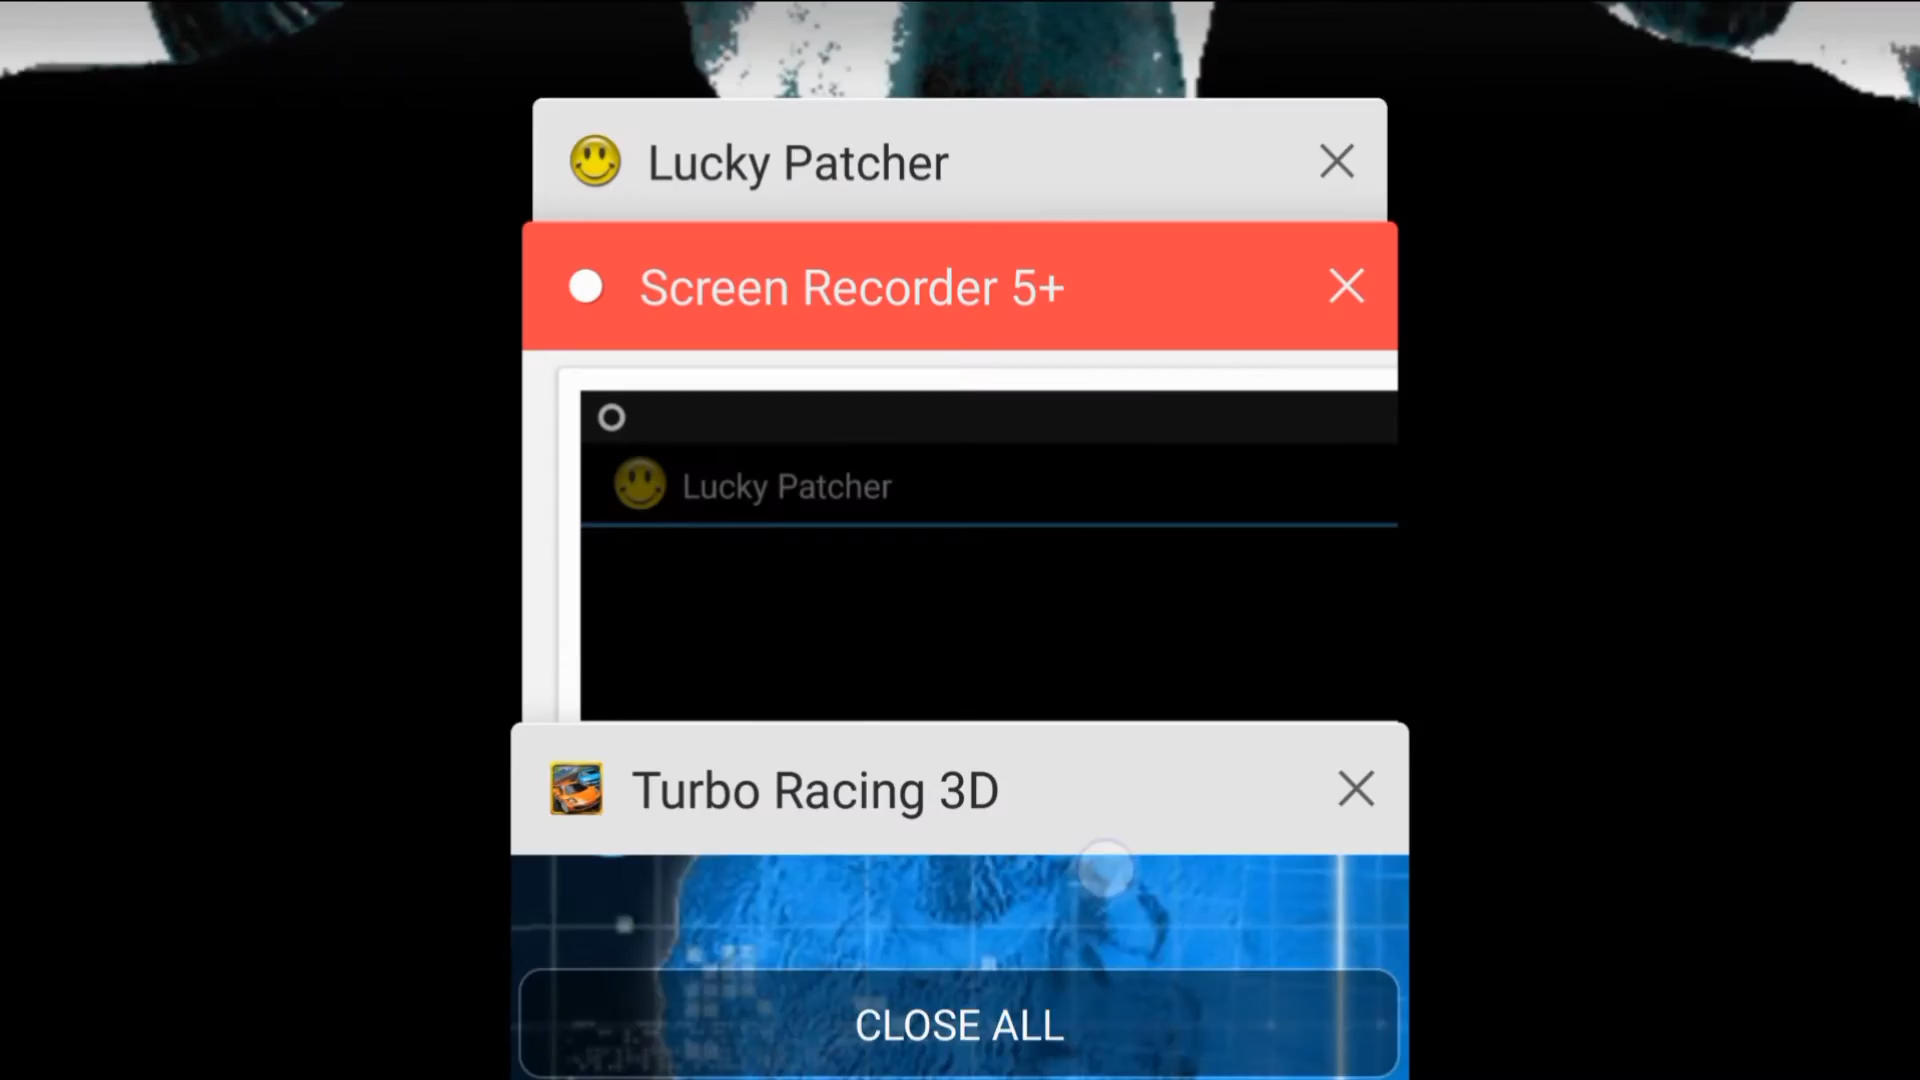 Lucky Patcher
Screen Recorder 5+
Lucky Patcher
Turbo Racing 3D
CLOSE ALL